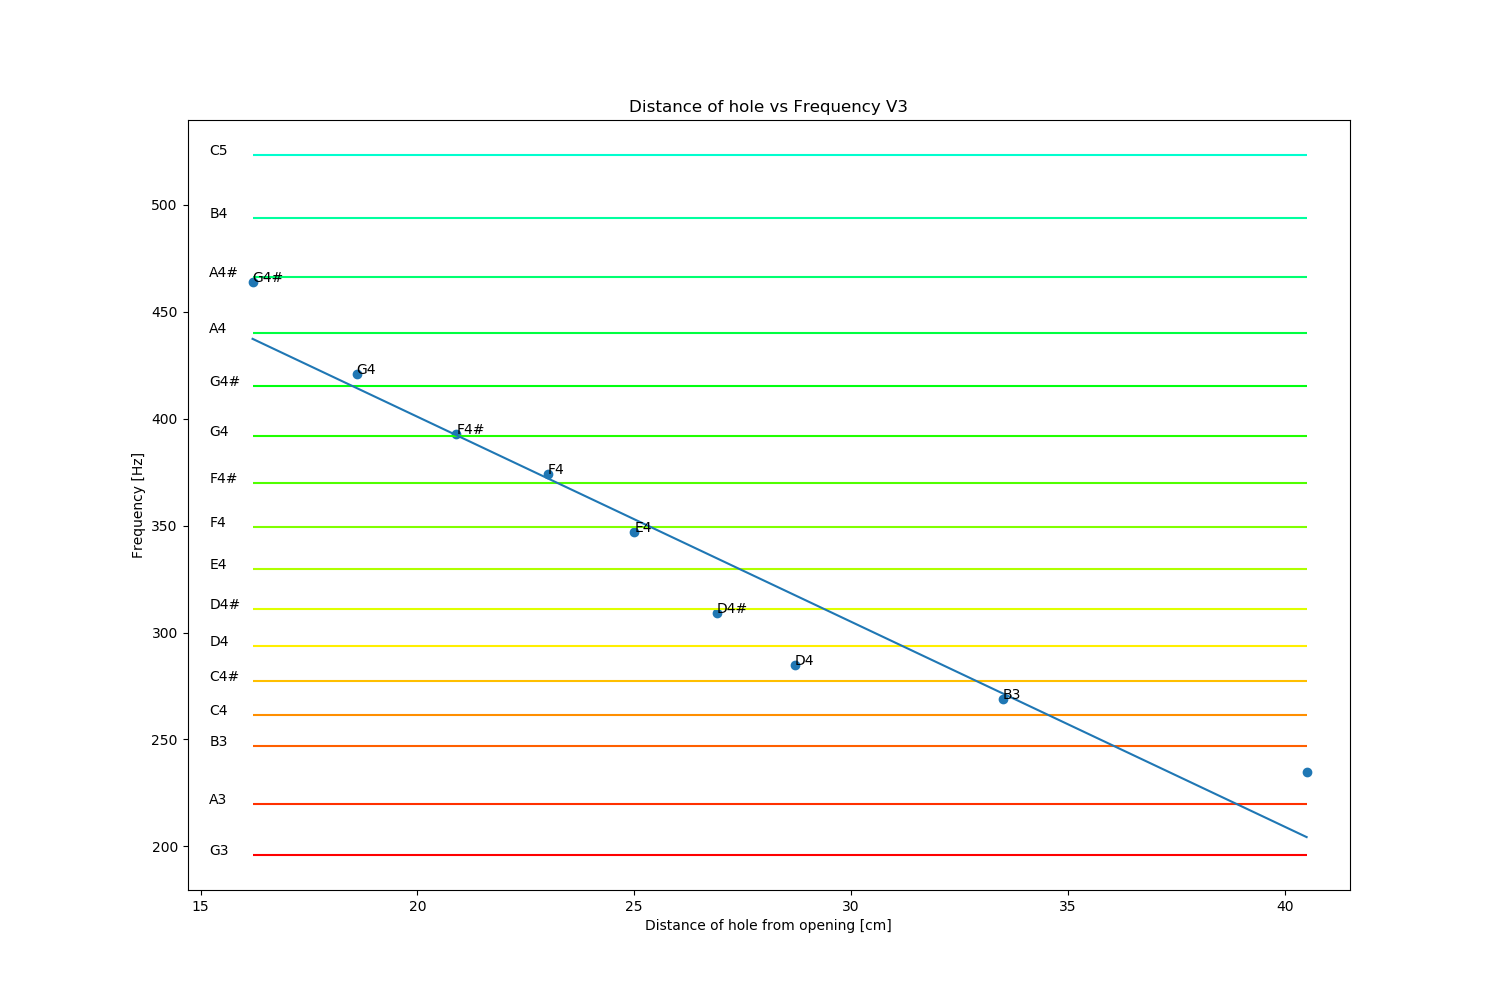 Distance of hole vs Frequency V3
C5
B4
A4#
G4#
A4
G4
G4#
G4
F4#
F4
F4#
F4
E4
E4
D4#
D4#
D4
D4
C4#
B3
C4
B3
A3
G3
500
450
400
350
300
250
200
Frequency [Hz]
15 20 25 30 35 40
Distance of hole from opening [cm]